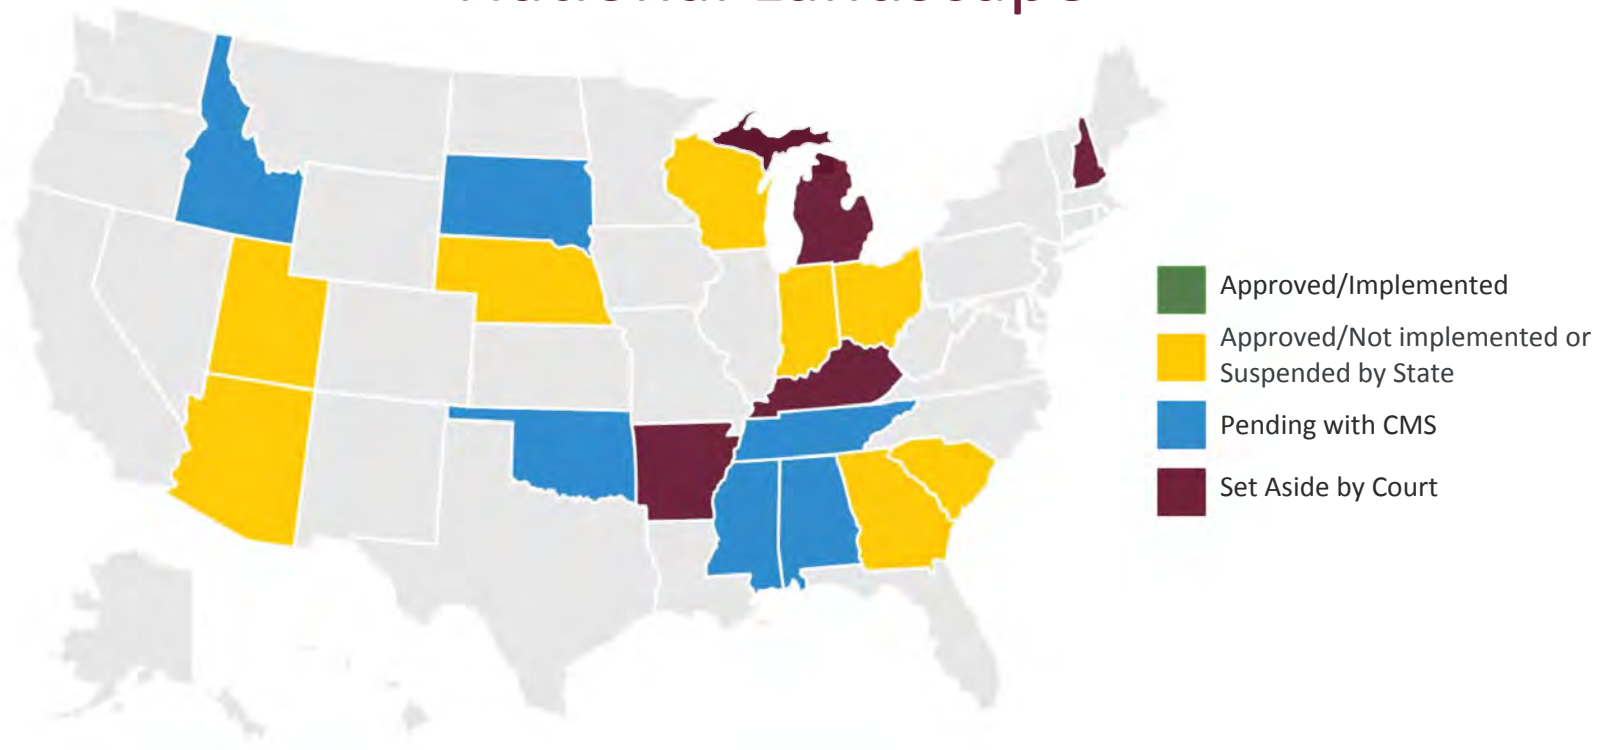 Approved/Implemented
Approved/Not implemented or
Suspended by State
Pending with CMS
Set Aside by Court